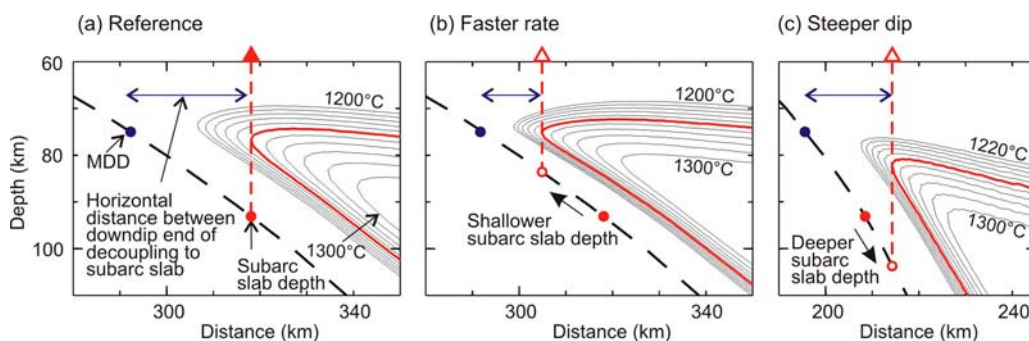 (a) Reference
(b) Faster rate
(c) Steeper dip
60
80
100
Depth (km)
1200°C
MDD
Horizontal
distance between
downdip end of
decoupling to
subarc slab
1300°C
Subarc
slab depth
300
340
Distance (km)
1200°C
1300°C
Shallower
subarc slab depth
300
340
Distance (km)
1220°C
1300°C
Deeper
subarc slab
depth
200
240
Distance (km)